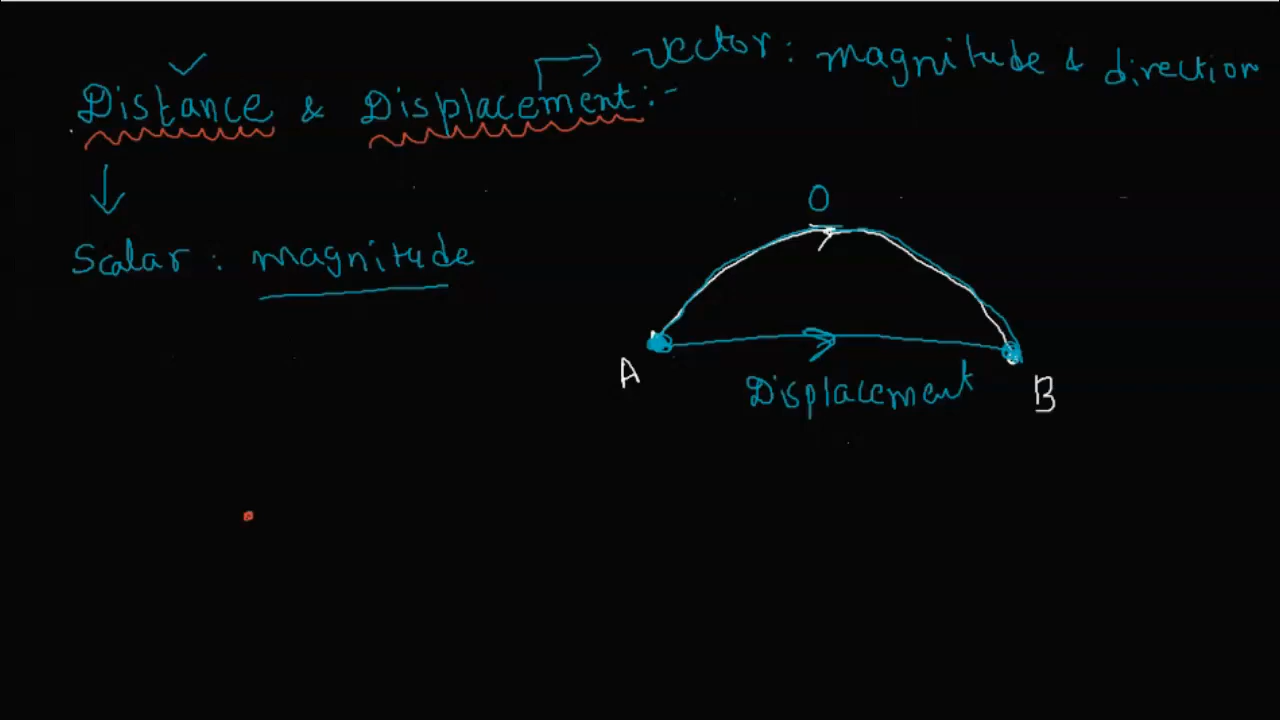 vector: magnitude & direction
Distance & Displacement:-
Scalar: magnitude
O
A
Displacement
B